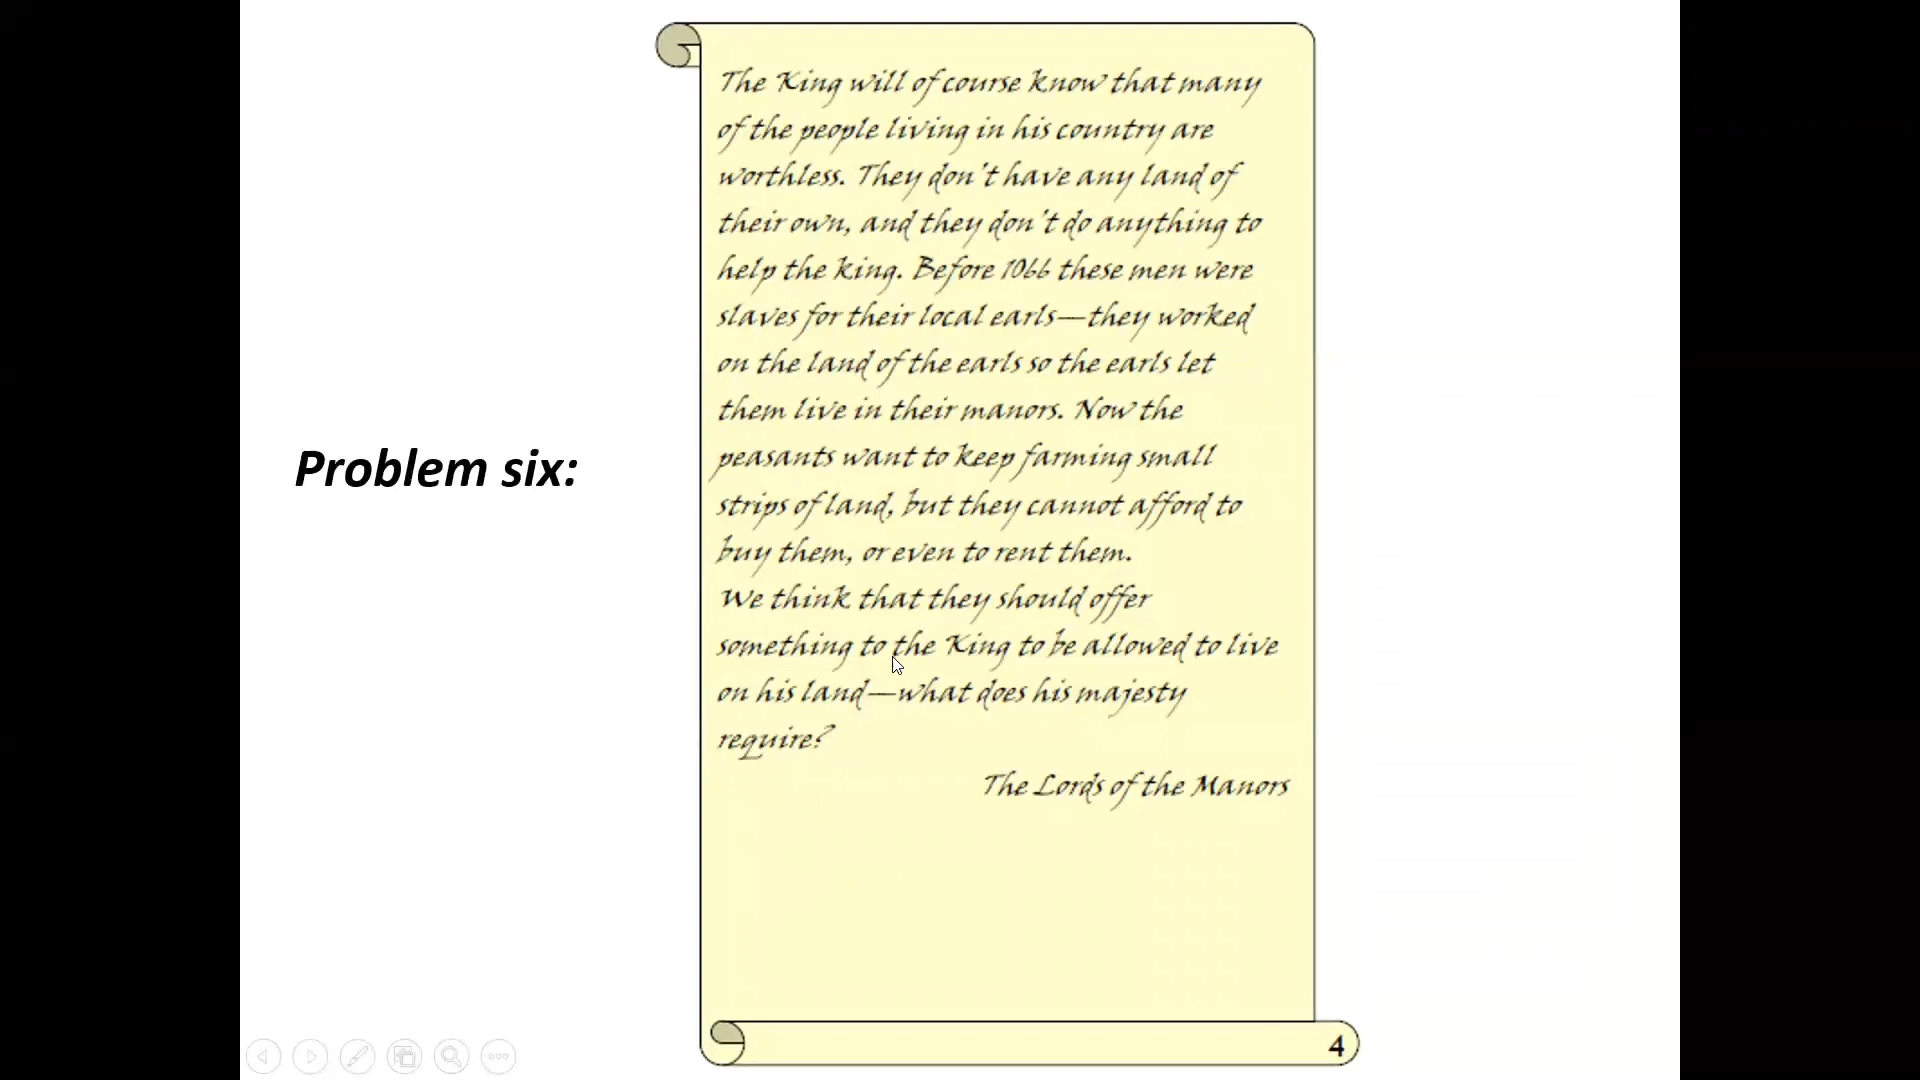 Problem six:
The King will of course know that many
of the people living in his country are
worthless. They don't have any land of
their own, and they don't do anything to
help the king. Before 1066 these men were
slaves for their local earls—they worked
on the land of the earls so the earls let
them live in their manors. Now the
peasants want to keep farming small
strips of land, but they cannot afford to
buy them, or even to rent them.
We think that they should offer
something to the King to be allowed to live
on his land—what does his majesty
require?
The Lords of the Manors
4